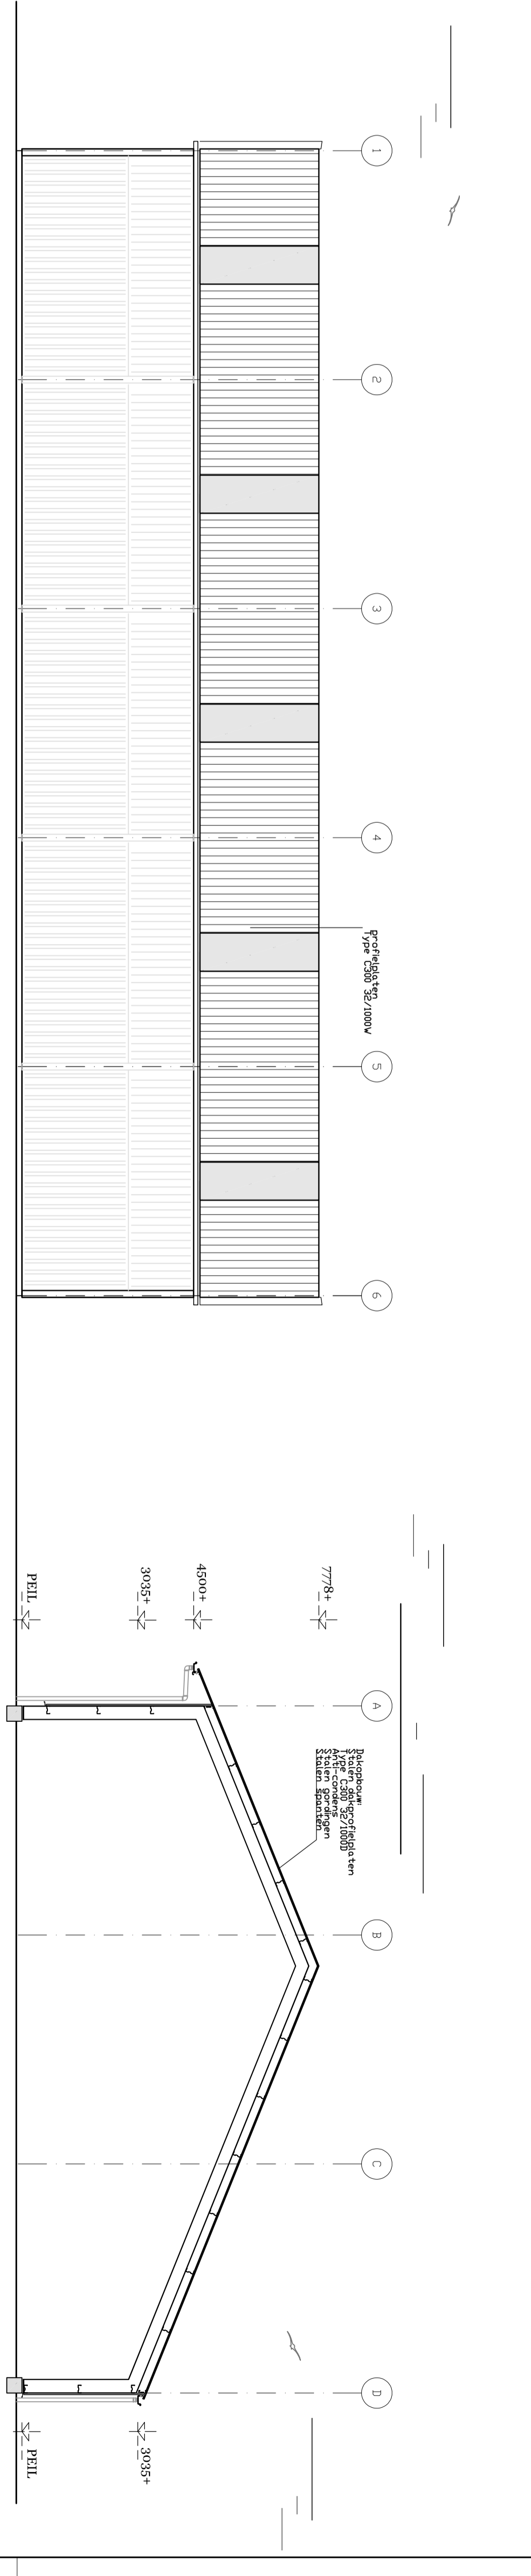 1
2
3
4
5
6
profielplaten
Type C300 32/1000W
7778+
4500+
3035+
PEIL
A
B
C
D
Dakopbouw:
Stalen dakprofielplaten
Type C300 32/1000D
Anti-condens
Stalen gordingen
Stalen spanten
3035+
PEIL